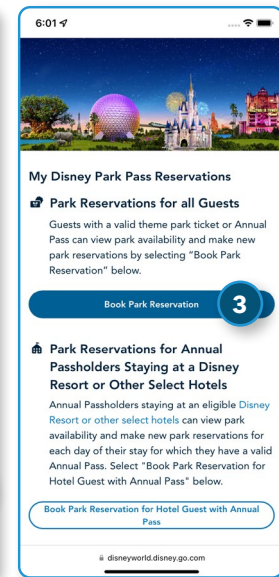 6:01
My Disney Park Pass Reservations
Park Reservations for all Guests
Guests with a valid theme park ticket or Annual
Pass can view park availability and make new
park reservations by selecting “Book Park
Reservation” below.
Book Park Reservation
3
Park Reservations for Annual
Passholders Staying at a Disney
Resort or Other Select Hotels
Annual Passholders staying at an eligible Disney
Resort or other select hotels can view park
availability and make new park reservations for
each day of their stay for which they have a valid
Annual Pass. Select "Book Park Reservation for
Hotel Guest with Annual Pass" below.
Book Park Reservation for Hotel Guest with Annual
Pass
disneyworld.disney.go.com